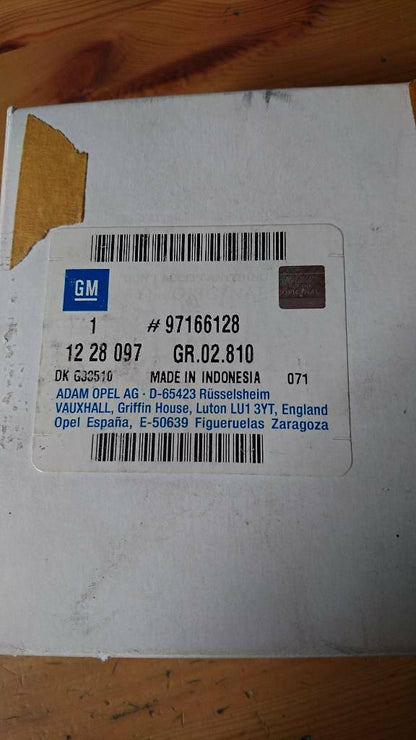 GM
1 # 97166128
12 28 097 GR.02.810
DK MADE IN INDONESIA 071
ADAM OPEL AG · D-65423 Rüsselsheim
VAUXHALL, Griffin House, Luton LU1 3YT, England
Opel España, E-50639 Figueruelas Zaragoza